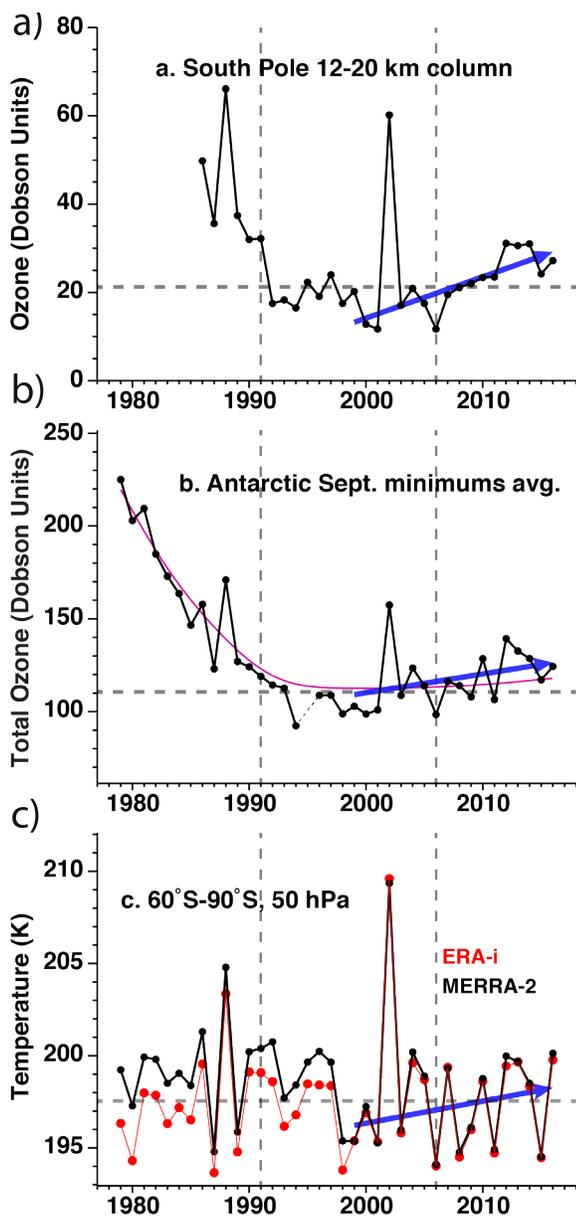 a)
80
a. South Pole 12-20 km column
60
40
20
0
Ozone (Dobson Units)
1980 1990 2000 2010
b)
250
b. Antarctic Sept. minimums avg.
200
150
100
Total Ozone (Dobson Units)
1980 1990 2000 2010
c)
210
c. 60°S-90°S, 50 hPa
205
ERA-i
MERRA-2
200
195
Temperature (K)
1980 1990 2000 2010